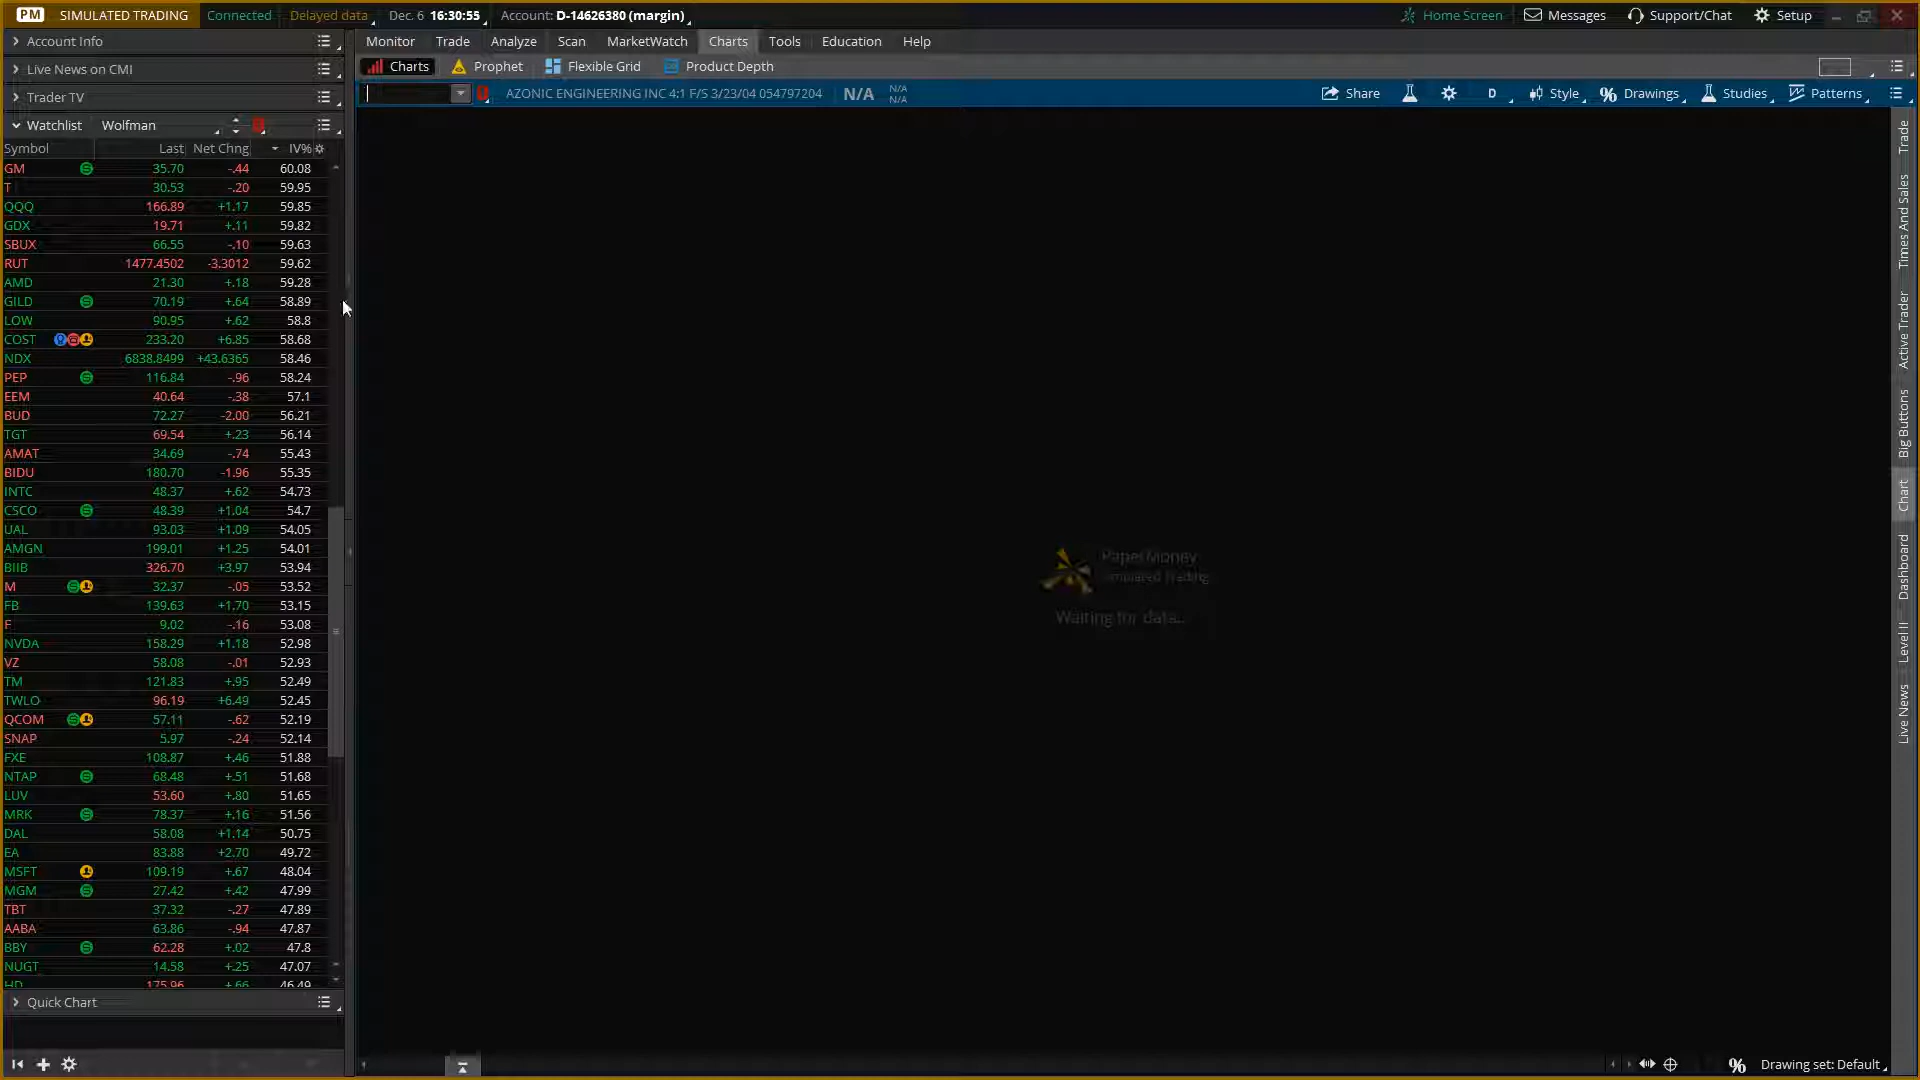 PM SIMULATED TRADING Connected Delayed data Dec. 6 16:30:55 Account: D-14626380 (margin) Home Screen Messages Support/Chat Setup
Account Info
Live News on CMI
Trader TV
Watchlist Wolfman
Symbol Last Net Chng IV%
GM 35.70 -.44 60.08
T 30.53 -.20 59.95
QQQ 166.89 +1.17 59.85
GDX 19.71 +.11 59.82
SBUX 66.55 -.10 59.63
RUT 1477.4502 -3.3012 59.62
AMD 21.30 +.18 59.28
GILD 70.19 +.64 58.89
LOW 90.95 +.62 58.8
COST 233.20 +6.85 58.68
NDX 6838.8499 +43.6365 58.46
PEP 116.84 -.96 58.24
EEM 40.64 -.38 57.1
BUD 72.27 -2.00 56.21
TGT 69.54 +.23 56.14
AMAT 34.69 -.74 55.43
BIDU 180.70 -1.96 55.35
INTC 48.37 +.62 54.73
CSCO 48.39 +1.04 54.7
UAL 93.03 +1.09 54.05
AMGN 199.01 +1.25 54.01
BIIB 326.70 +3.97 53.94
M 32.37 -.05 53.52
FB 139.63 +1.70 53.15
F 9.02 -.16 53.08
NVDA 158.29 +1.18 52.98
VZ 58.08 -.01 52.93
TM 121.83 +.95 52.49
TWLO 96.19 +6.49 52.45
QCOM 57.11 -.62 52.19
SNAP 5.97 -.24 52.14
FXE 108.87 +.46 51.88
NTAP 68.48 +.51 51.68
LUV 53.60 +.80 51.65
MRK 78.37 +.16 51.56
DAL 58.08 +1.14 50.75
EA 83.88 +2.70 49.72
MSFT 109.19 +.67 48.04
MGM 27.42 +.42 47.99
TBT 37.32 -.27 47.89
AABA 63.86 -.94 47.87
BBY 62.28 +.02 47.8
NUGT 14.58 +.25 47.07
HD 175.96 +.66 46.49
Quick Chart
Monitor Trade Analyze Scan MarketWatch Charts Tools Education Help
Charts Prophet Flexible Grid Product Depth
AZONIC ENGINEERING INC 4:1 F/S 3/23/04 054797204 N/A N/A
N/A
Share D Style Drawings Studies Patterns
PaperMoney
Simulated Trading
Waiting for data...
Trade
Times And Sales
Active Trader
Big Buttons
Chart
Dashboard
Level II
Live News
Drawing set: Default